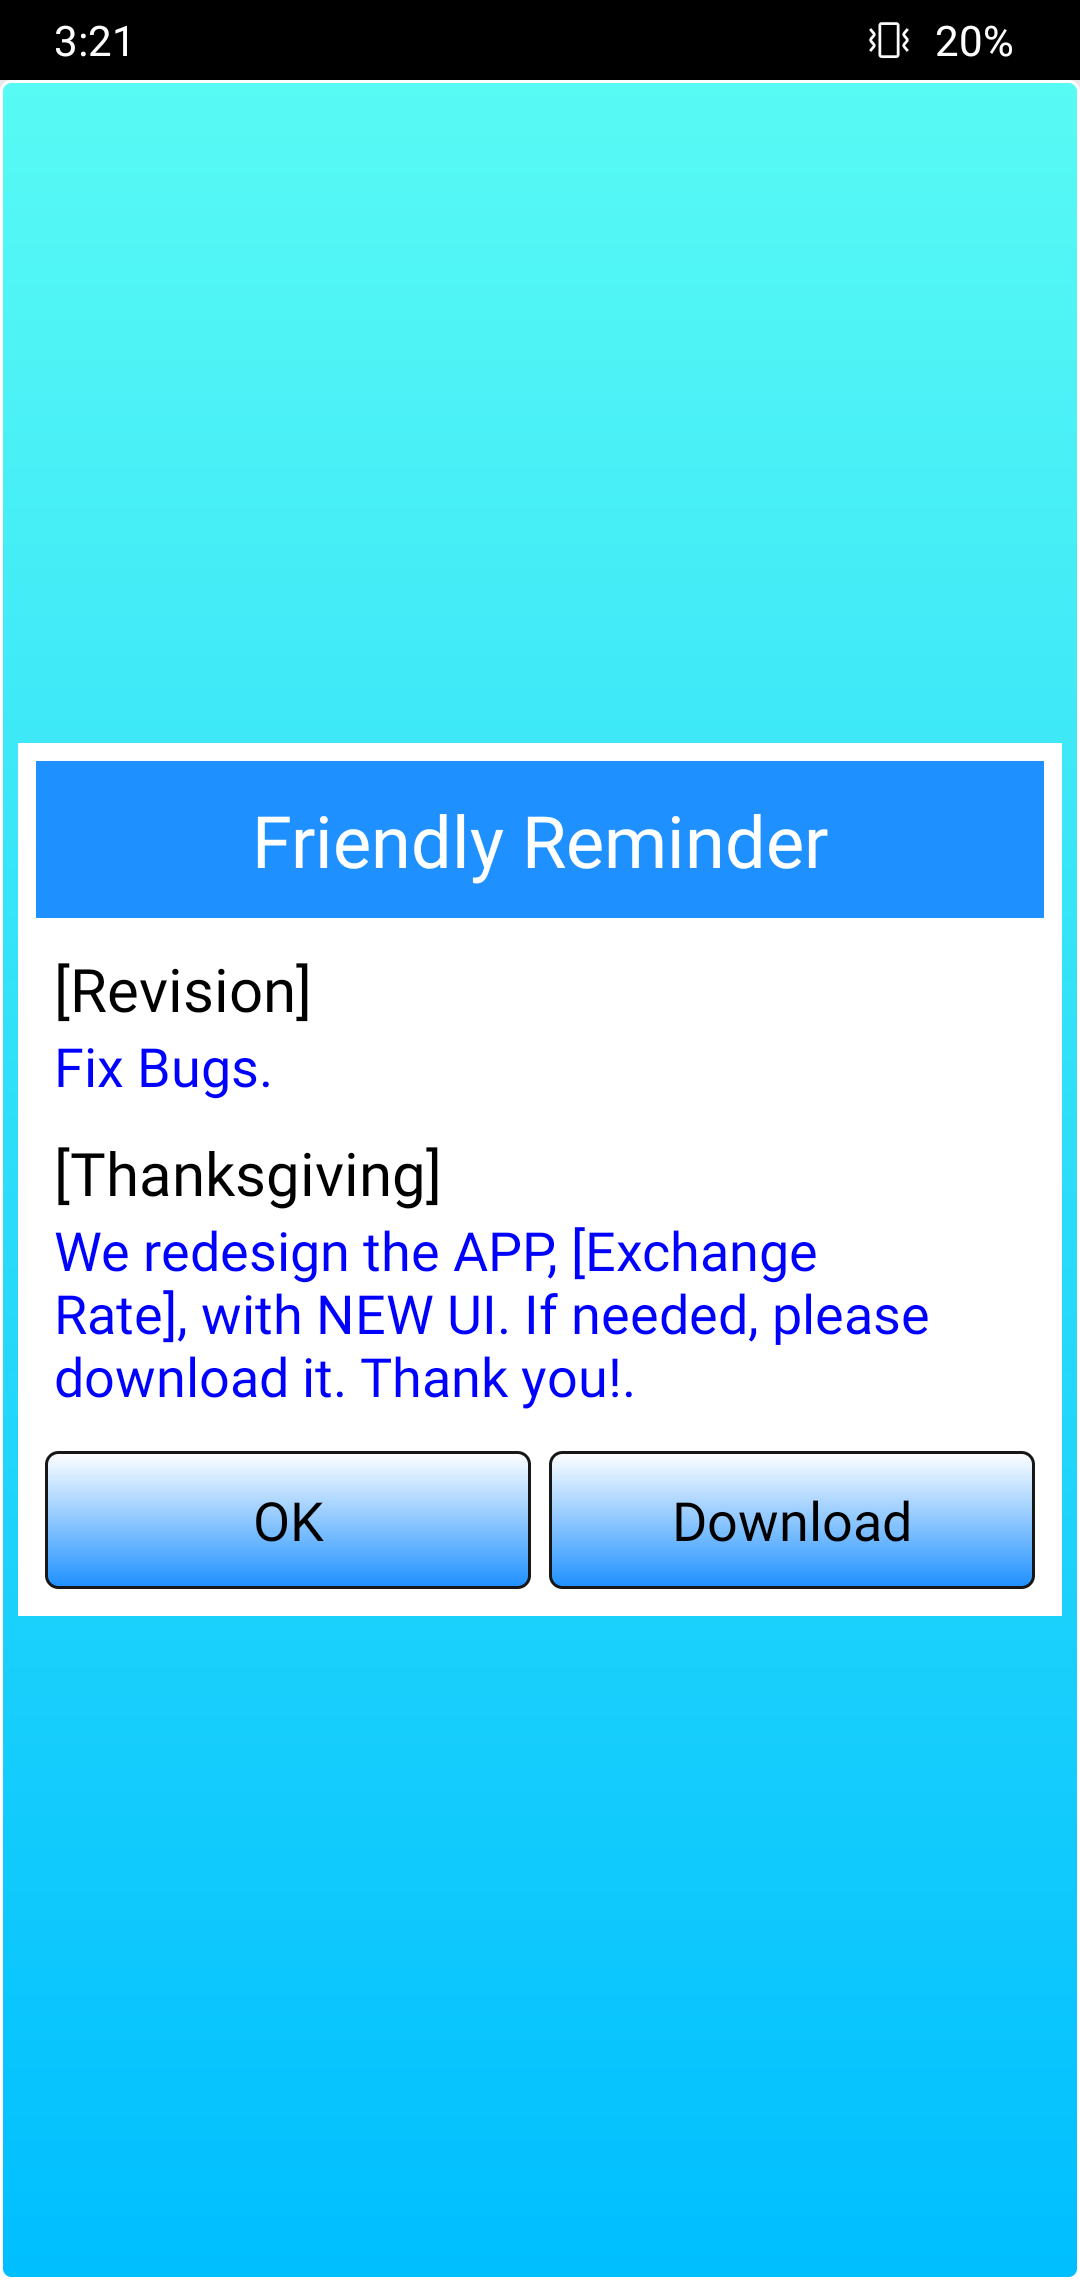 3:21
20%
Friendly Reminder
[Revision]
Fix Bugs.
[Thanksgiving]
We redesign the APP, [Exchange
Rate], with NEW UI. If needed, please
download it. Thank you!.
OK
Download